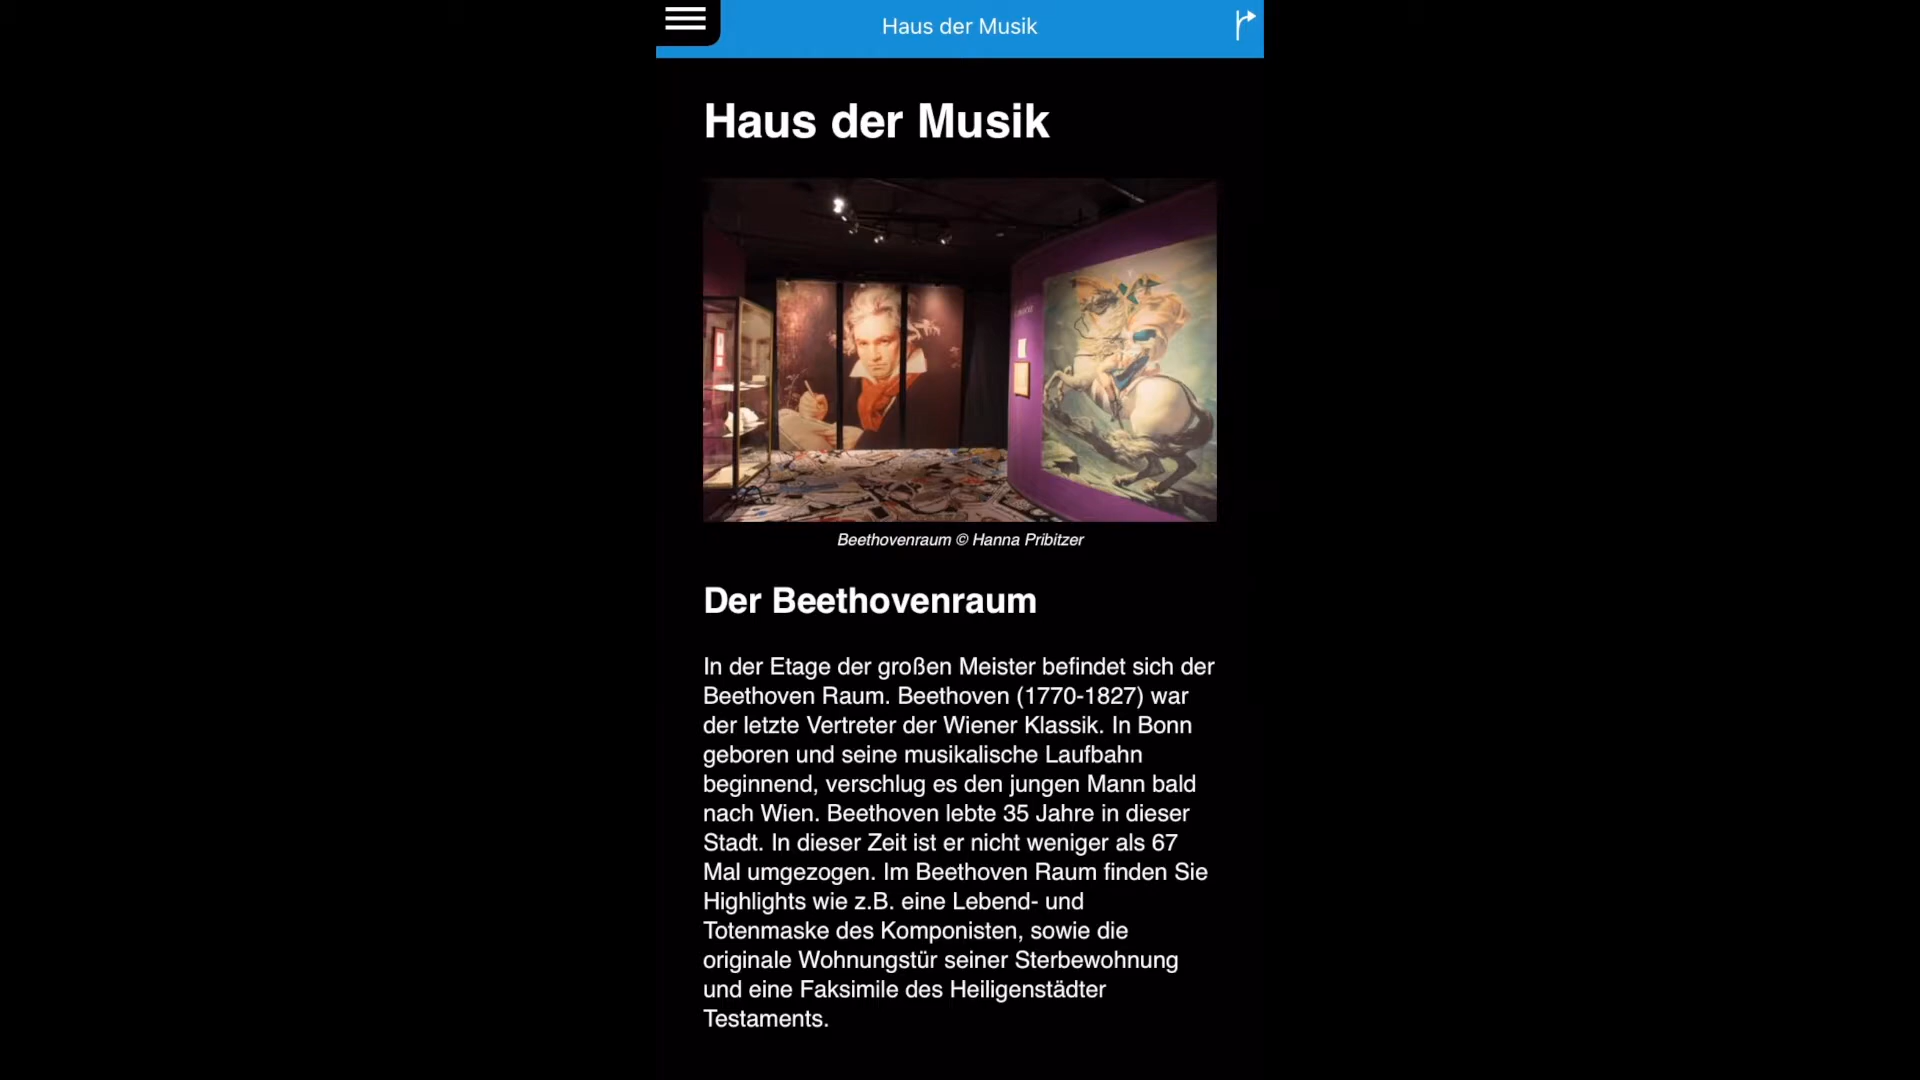 Haus der Musik
Haus der Musik
Beethovenraum © Hanna Pribitzer
Der Beethovenraum
In der Etage der großen Meister befindet sich der
Beethoven Raum. Beethoven (1770-1827) war
der letzte Vertreter der Wiener Klassik. In Bonn
geboren und seine musikalische Laufbahn
beginnend, verschlug es den jungen Mann bald
nach Wien. Beethoven lebte 35 Jahre in dieser
Stadt. In dieser Zeit ist er nicht weniger als 67
Mal umgezogen. Im Beethoven Raum finden Sie
Highlights wie z.B. eine Lebend- und
Totenmaske des Komponisten, sowie die
originale Wohnungstür seiner Sterbewohnung
und eine Faksimile des Heiligenstädter
Testaments.